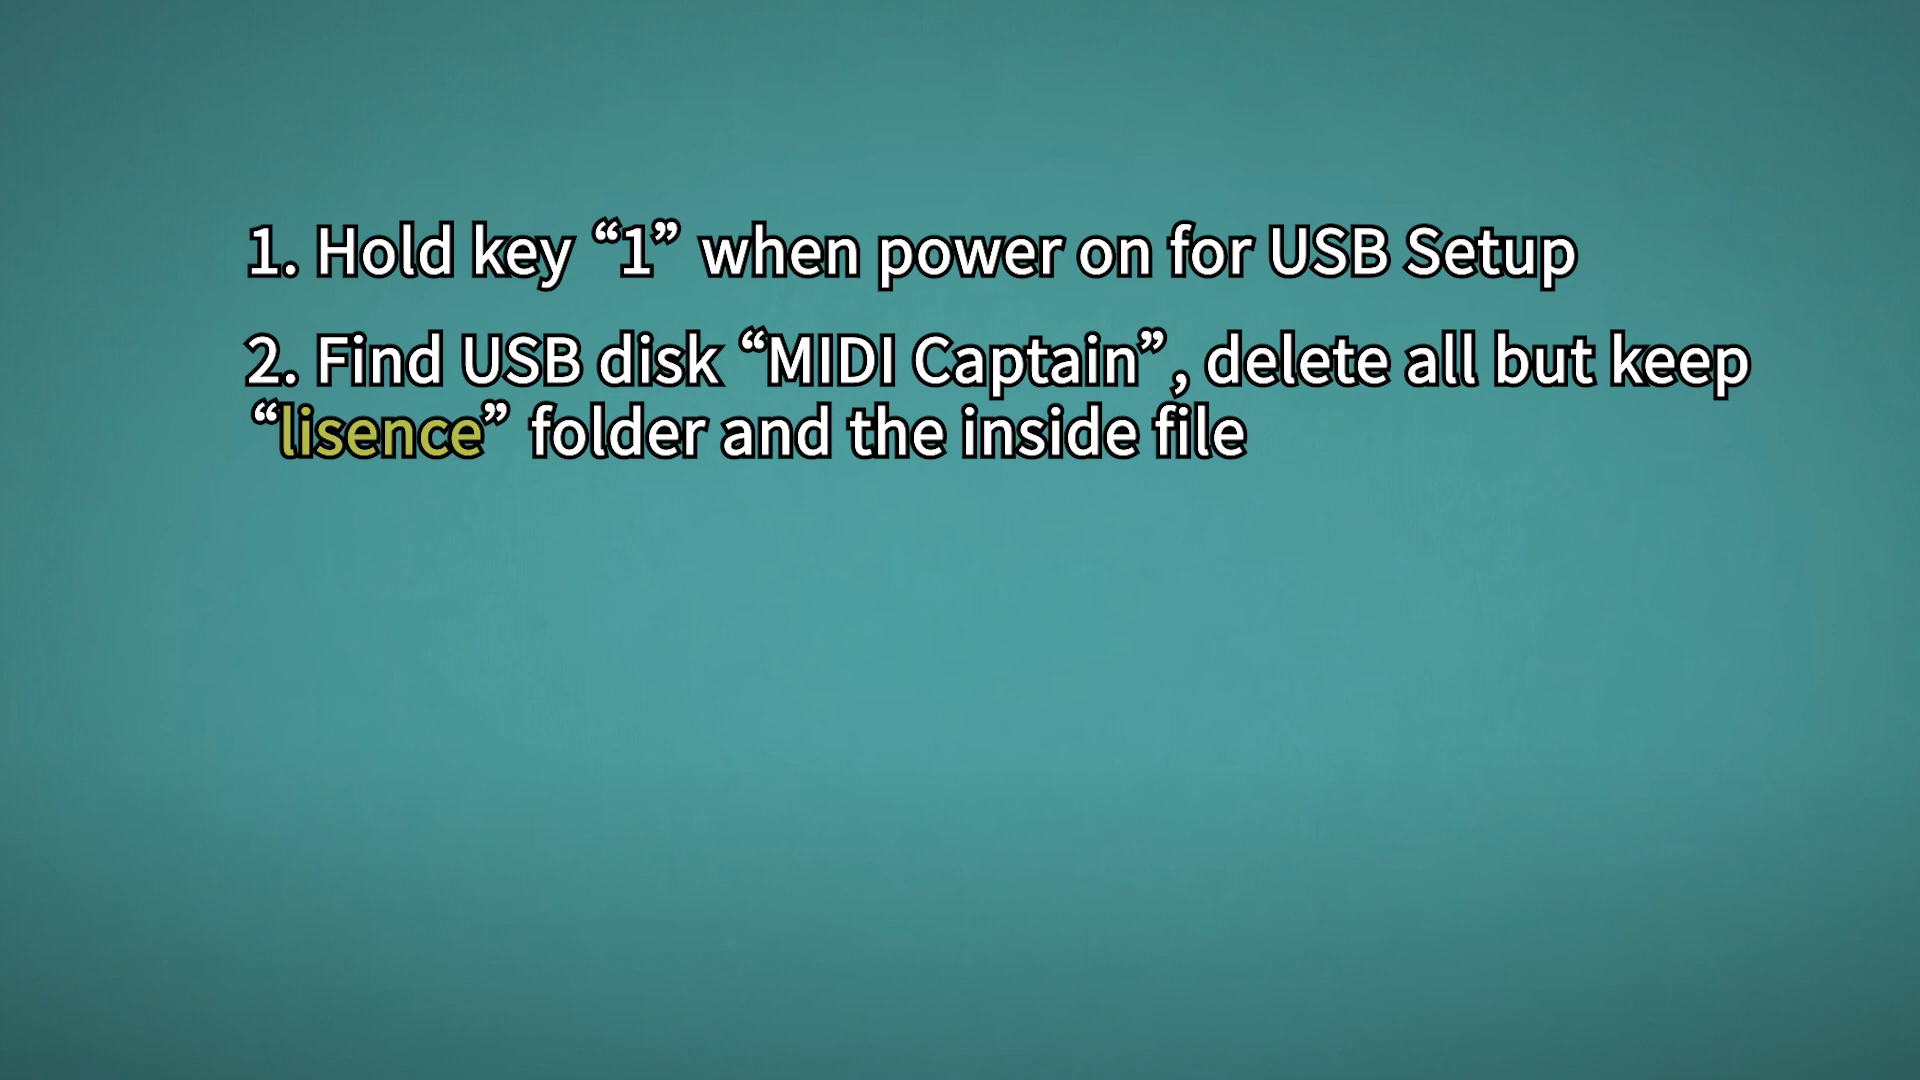 1. Hold key “1” when power on for USB Setup
2. Find USB disk “MIDI Captain”, delete all but keep
“lisence” folder and the inside file